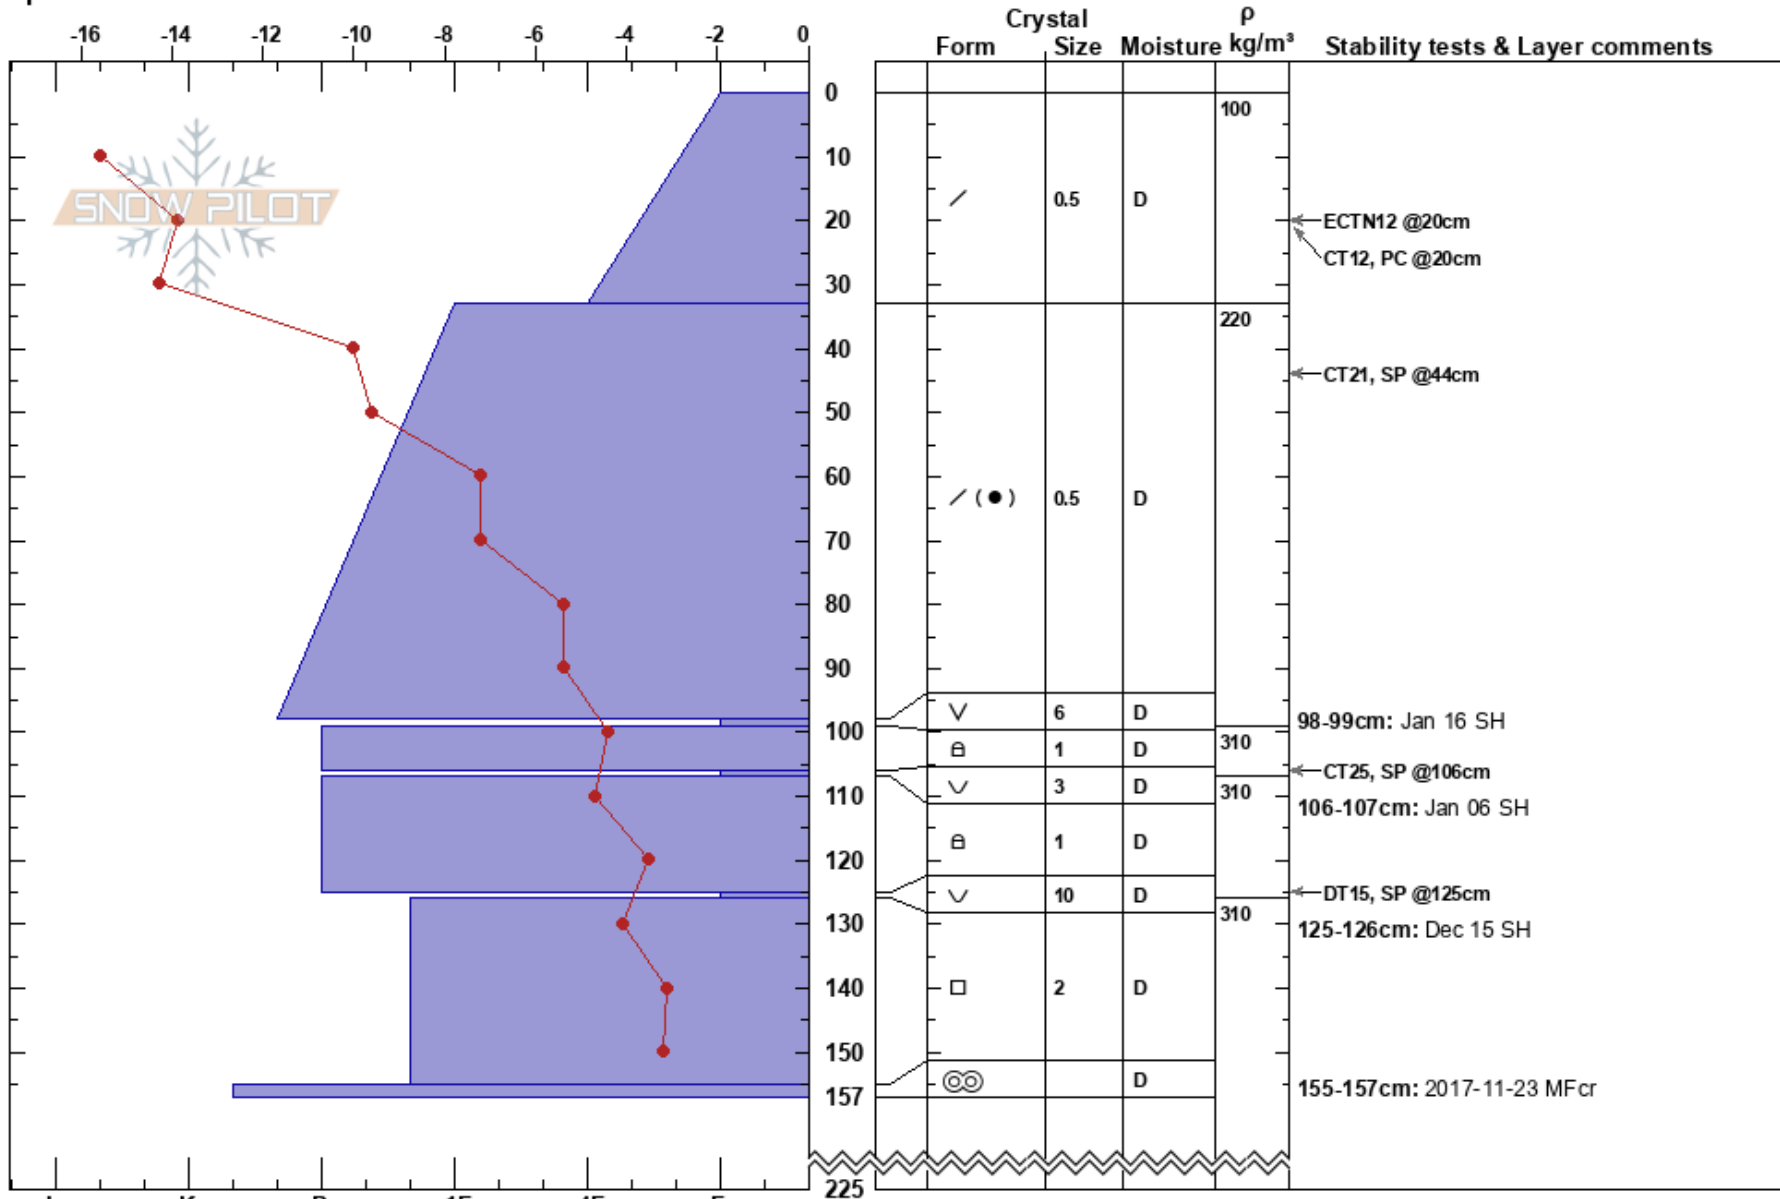 Crystal ρ
-16 -14 -12 -10 -8 -6 -4 -2 0 Form Size Moisture kg/m³ Stability tests & Layer comments
0
100
10
SNOW PILOT
0.5 D
20 ECTN12 @20cm
CT12, PC @20cm
30
220
40
CT21, SP @44cm
50
60
( ● ) 0.5 D
70
80
90
6 D
98-99cm: Jan 16 SH
100
310
1 D
CT25, SP @106cm
3 D
110 310
106-107cm: Jan 06 SH
120
1 D
10 D DT15, SP @125cm
310
130 125-126cm: Dec 15 SH
140 2 D
150
D
157 155-157cm: 2017-11-23 MFcr
225